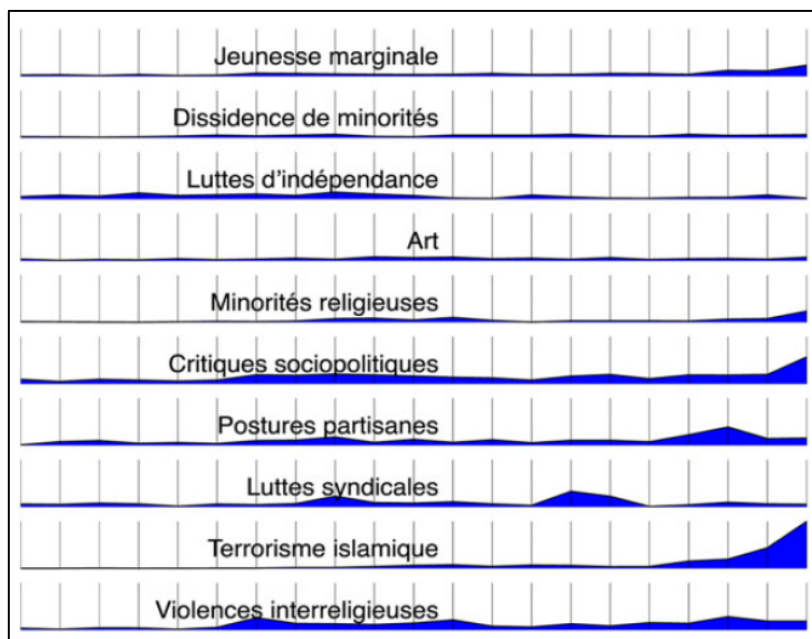 Jeunesse marginale
Dissidence de minorités
Luttes d'indépendance
Art
Minorités religieuses
Critiques sociopolitiques
Postures partisanes
Luttes syndicales
Terrorisme islamique
Violences interreligieuses